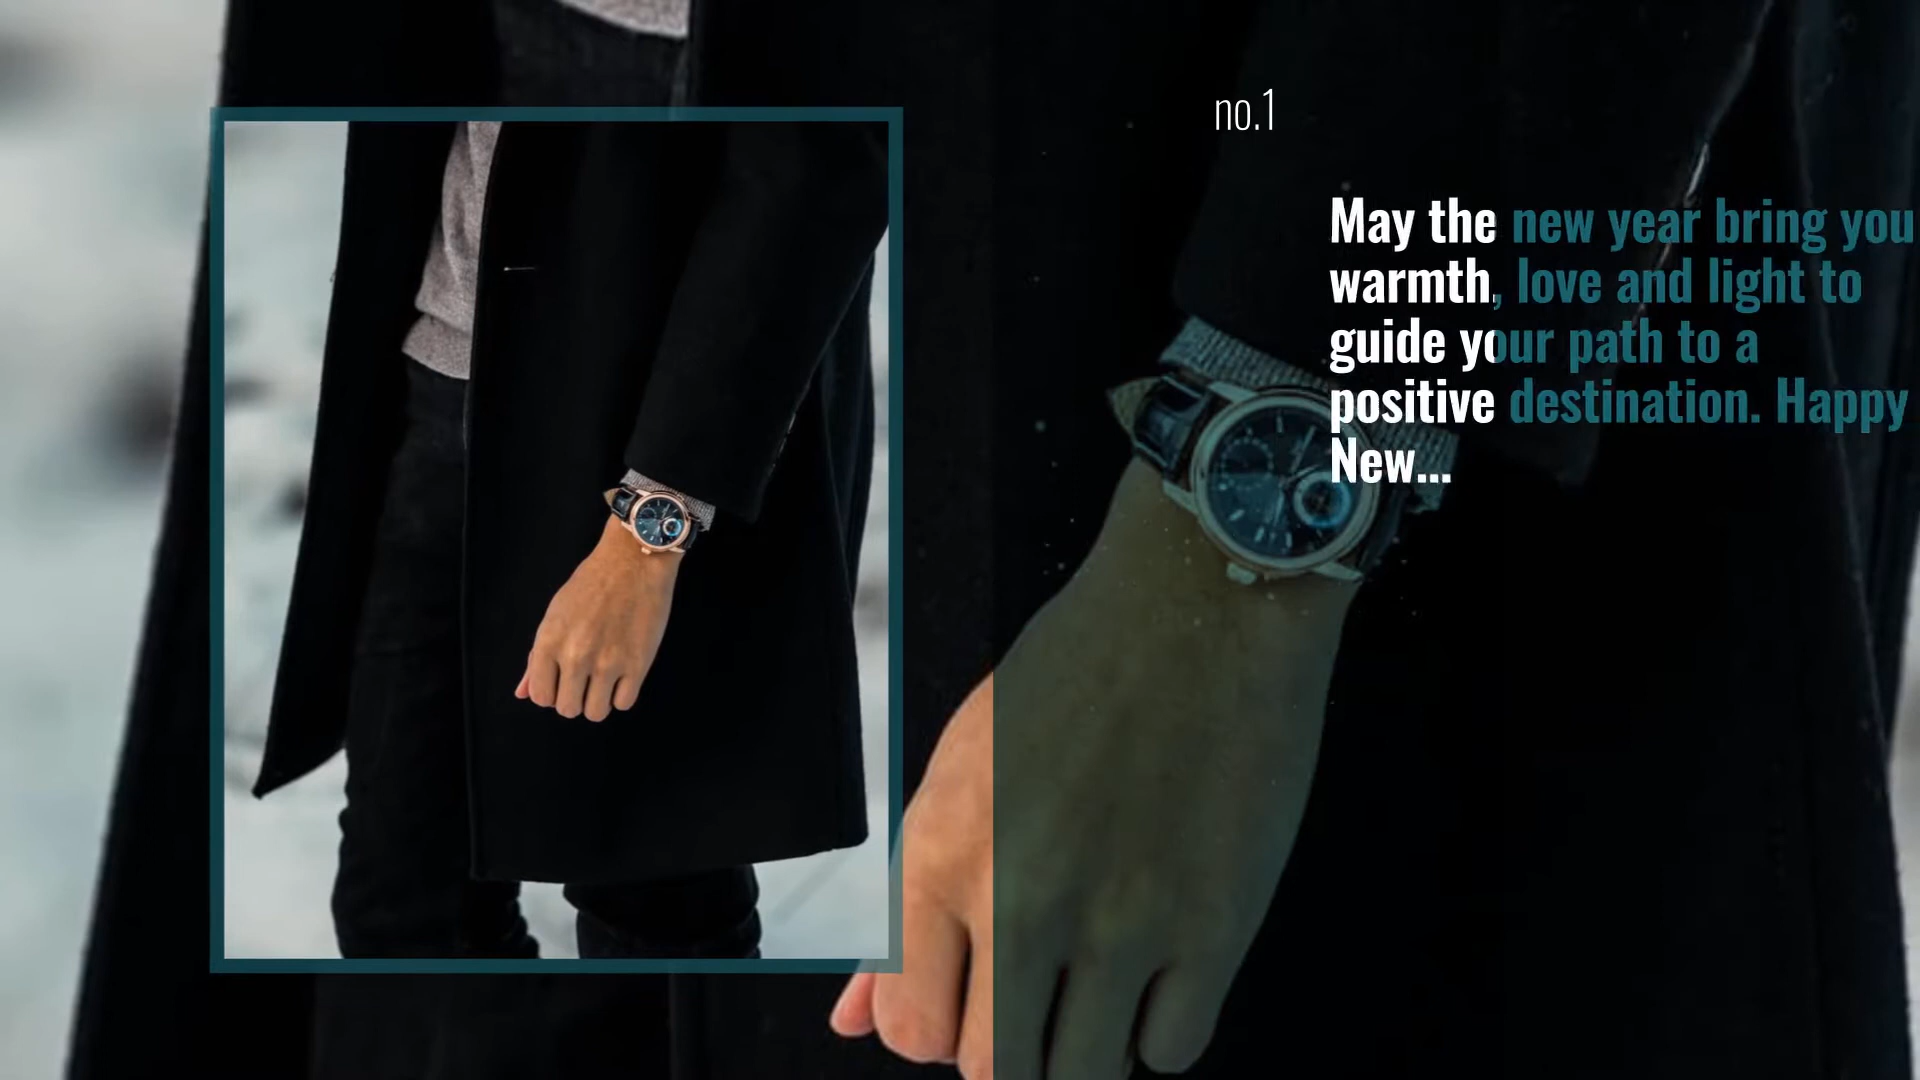 no.1
May the new year bring you
warmth, love and light to
guide your path to a
positive destination. Happy
New...